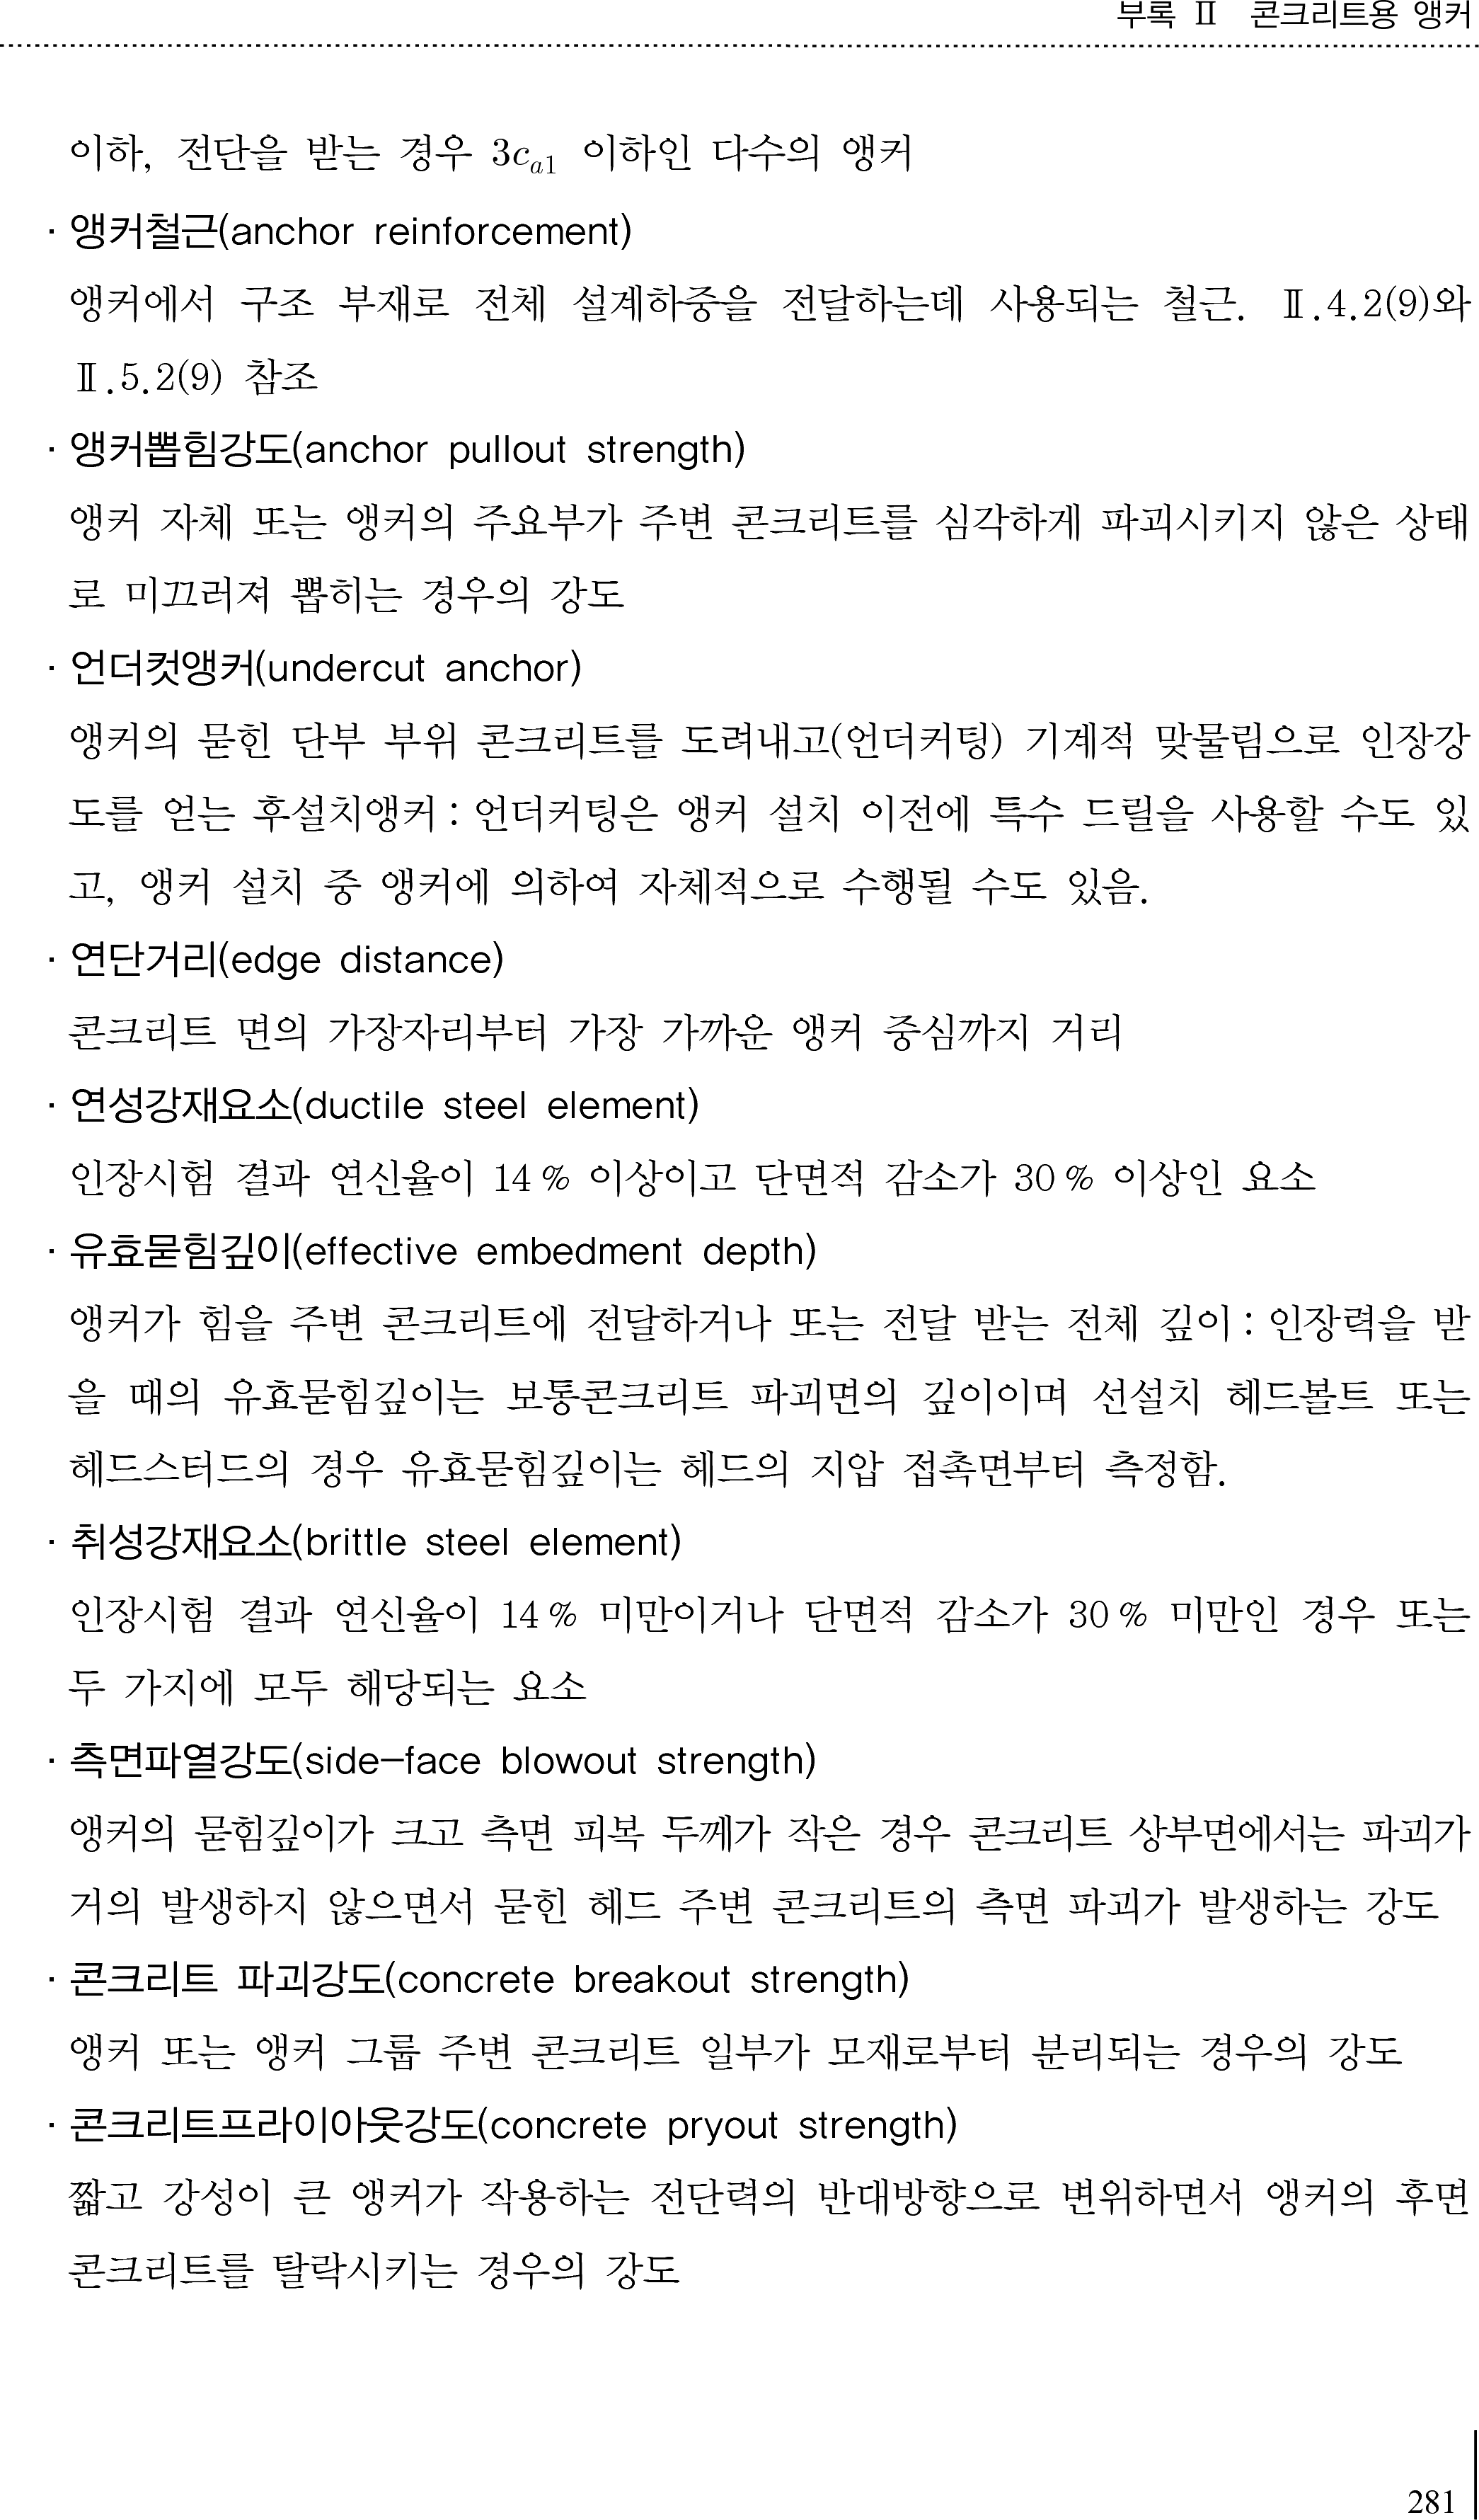 부록 Ⅱ 콘크리트용 앵커
이하, 전단을 받는 경우 3cₐ₁ 이하인 다수의 앵커
· 앵커철근(anchor reinforcement)
앵커에서 구조 부재로 전체 설계하중을 전달하는데 사용되는 철근. Ⅱ.4.2(9)와
Ⅱ.5.2(9) 참조
· 앵커뽑힘강도(anchor pullout strength)
앵커 자체 또는 앵커의 주요부가 주변 콘크리트를 심각하게 파괴시키지 않은 상태
로 미끄러져 뽑히는 경우의 강도
· 언더컷앵커(undercut anchor)
앵커의 묻힌 단부 부위 콘크리트를 도려내고(언더커팅) 기계적 맞물림으로 인장강
도를 얻는 후설치앵커 : 언더커팅은 앵커 설치 이전에 특수 드릴을 사용할 수도 있
고, 앵커 설치 중 앵커에 의하여 자체적으로 수행될 수도 있음.
· 연단거리(edge distance)
콘크리트 면의 가장자리부터 가장 가까운 앵커 중심까지 거리
· 연성강재요소(ductile steel element)
인장시험 결과 연신율이 14 % 이상이고 단면적 감소가 30 % 이상인 요소
· 유효묻힘깊이(effective embedment depth)
앵커가 힘을 주변 콘크리트에 전달하거나 또는 전달 받는 전체 깊이 : 인장력을 받
을 때의 유효묻힘깊이는 보통콘크리트 파괴면의 깊이이며 선설치 헤드볼트 또는
헤드스터드의 경우 유효묻힘깊이는 헤드의 지압 접촉면부터 측정함.
· 취성강재요소(brittle steel element)
인장시험 결과 연신율이 14 % 미만이거나 단면적 감소가 30 % 미만인 경우 또는
두 가지에 모두 해당되는 요소
· 측면파열강도(side-face blowout strength)
앵커의 묻힘깊이가 크고 측면 피복 두께가 작은 경우 콘크리트 상부면에서는 파괴가
거의 발생하지 않으면서 묻힌 헤드 주변 콘크리트의 측면 파괴가 발생하는 강도
· 콘크리트 파괴강도(concrete breakout strength)
앵커 또는 앵커 그룹 주변 콘크리트 일부가 모재로부터 분리되는 경우의 강도
· 콘크리트프라이아웃강도(concrete pryout strength)
짧고 강성이 큰 앵커가 작용하는 전단력의 반대방향으로 변위하면서 앵커의 후면
콘크리트를 탈락시키는 경우의 강도
281